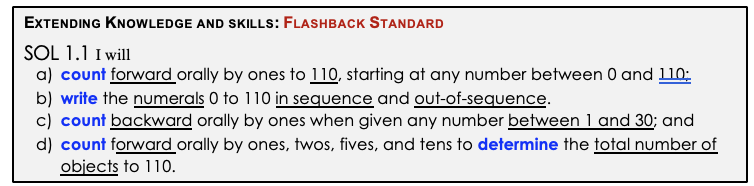 EXTENDING KNOWLEDGE AND SKILLS: FLASHBACK STANDARD
SOL 1.1 I will
a) count forward orally by ones to 110, starting at any number between 0 and 110;
b) write the numerals 0 to 110 in sequence and out-of-sequence.
c) count backward orally by ones when given any number between 1 and 30; and
d) count forward orally by ones, twos, fives, and tens to determine the total number of
objects to 110.